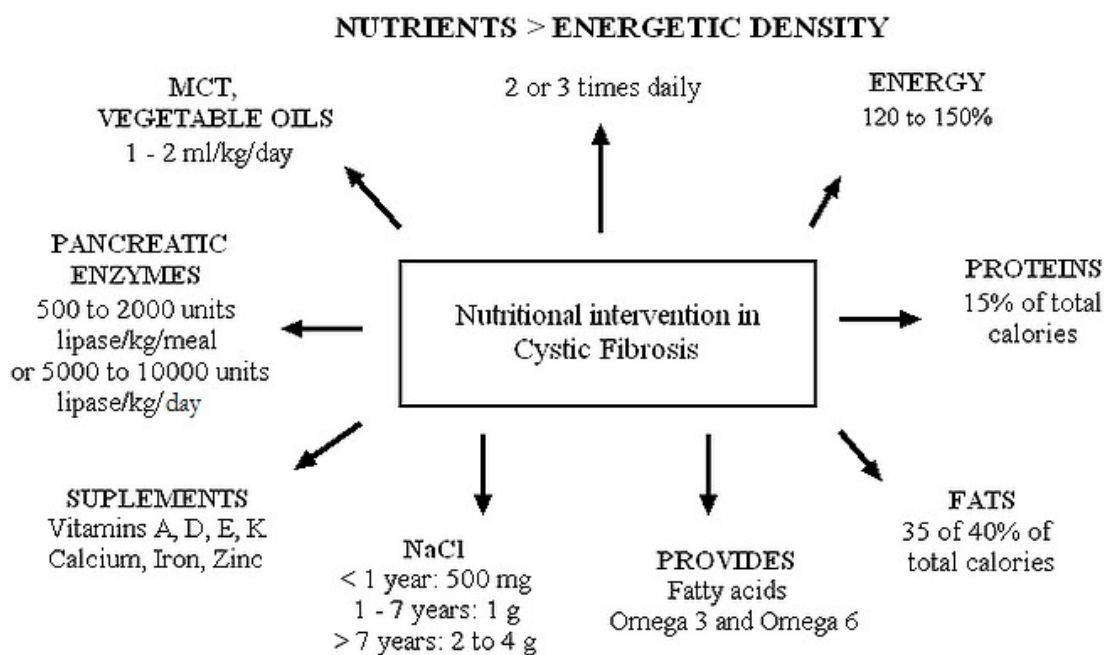 NUTRIENTS > ENERGETIC DENSITY
2 or 3 times daily
MCT,
VEGETABLE OILS
1 - 2 ml/kg/day
ENERGY
120 to 150%
PANCREATIC
ENZYMES
500 to 2000 units
lipase/kg/meal
or 5000 to 10000 units
lipase/kg/day
Nutritional intervention in
Cystic Fibrosis
PROTEINS
15% of total
calories
SUPLEMENTS
Vitamins A, D, E, K
Calcium, Iron, Zinc
NaCl
< 1 year: 500 mg
1 - 7 years: 1 g
> 7 years: 2 to 4 g
PROVIDES
Fatty acids
Omega 3 and Omega 6
FATS
35 of 40% of
total calories